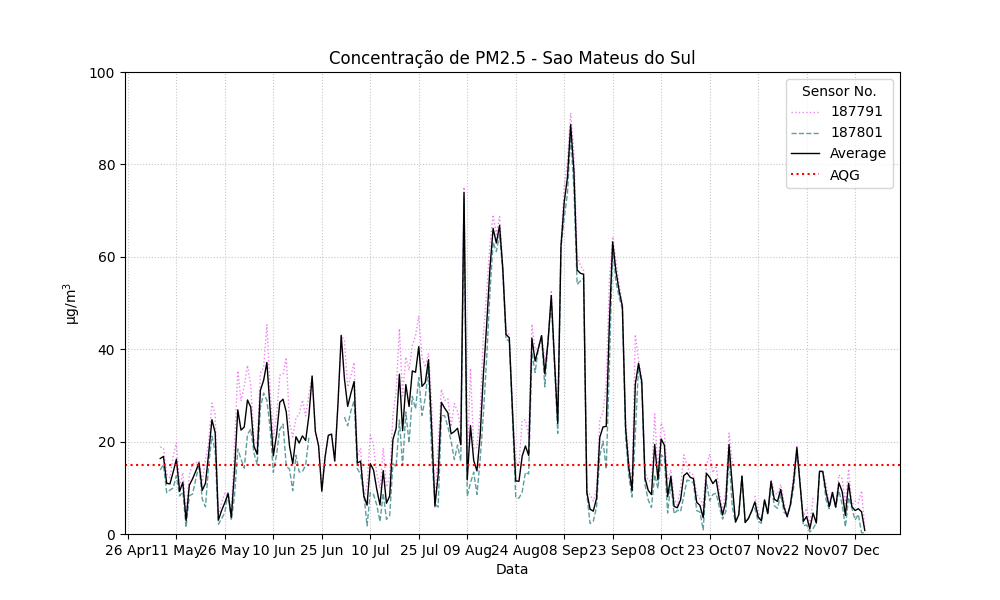 Concentração de PM2.5 - Sao Mateus do Sul
100
80
60
40
20
0
µg/m³
Sensor No.
187791
187801
Average
AQG
26 Apr 11 May 26 May 10 Jun 25 Jun 10 Jul 25 Jul 09 Aug 24 Aug 08 Sep 23 Sep 08 Oct 23 Oct 07 Nov 22 Nov 07 Dec
Data